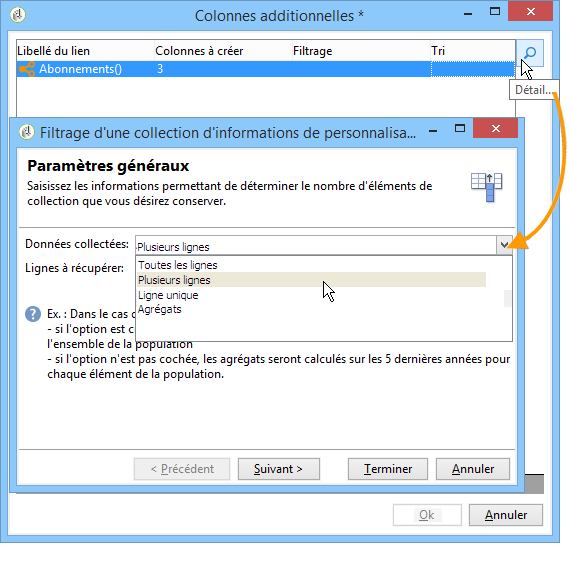 Colonnes additionnelles *
Libellé du lien Colonnes à créer Filtrage Tri
Abonnements() 3
Détail...
Filtrage d'une collection d'informations de personnalisa...
Paramètres généraux
Saisissez les informations permettant de déterminer le nombre d'éléments de
collection que vous désirez conserver.
Données collectées: Plusieurs lignes
Lignes à récupérer:
Toutes les lignes
Plusieurs lignes
Ligne unique
Agrégats
Ex. : Dans le cas
- si l'option est
l'ensemble de la population
- si l'option n'est pas cochée, les agrégats seront calculés sur les 5 dernières années pour
chaque élément de la population.
< Précédent Suivant > Terminer Annuler
Ok Annuler